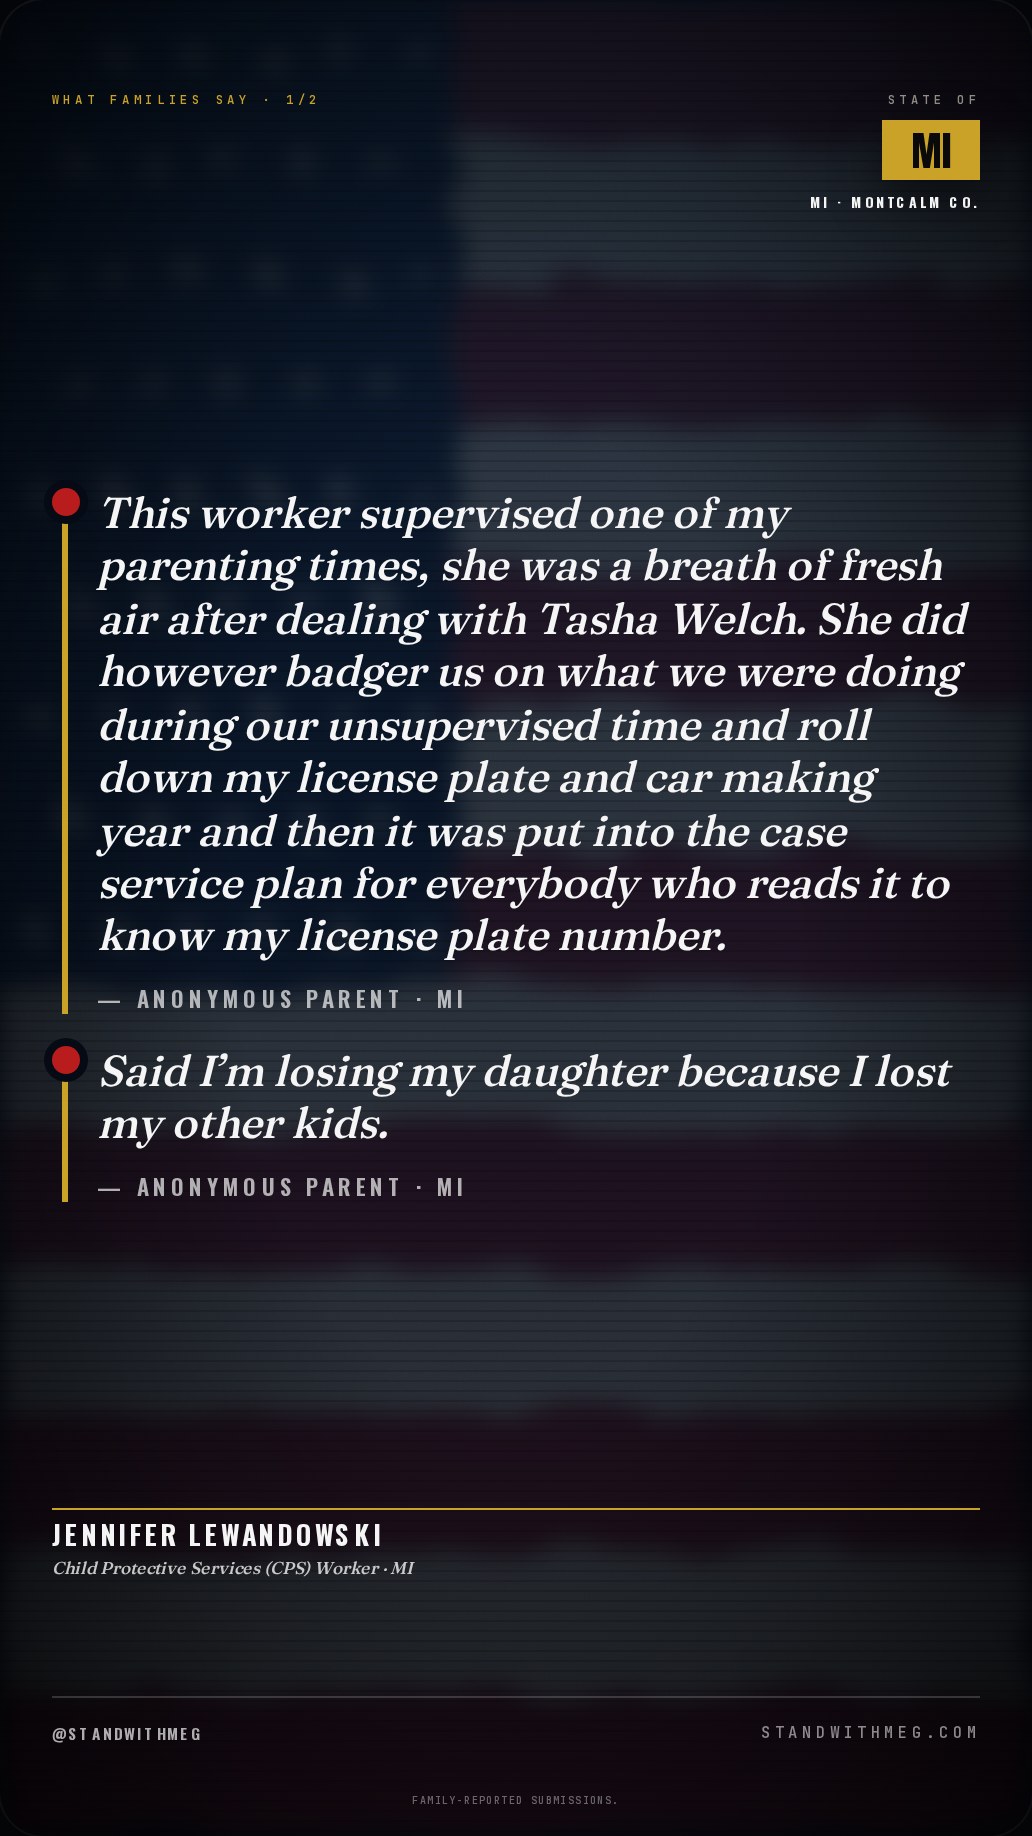 WHAT FAMILIES SAY · 1/2
STATE OF
MI
MI · MONTCALM CO.
This worker supervised one of my
parenting times, she was a breath of fresh
air after dealing with Tasha Welch. She did
however badger us on what we were doing
during our unsupervised time and roll
down my license plate and car making
year and then it was put into the case
service plan for everybody who reads it to
know my license plate number.
— ANONYMOUS PARENT · MI
Said I’m losing my daughter because I lost
my other kids.
— ANONYMOUS PARENT · MI
JENNIFER LEWANDOWSKI
Child Protective Services (CPS) Worker · MI
@STANDWITHMEG
STANDWITHMEG.COM
FAMILY-REPORTED SUBMISSIONS.